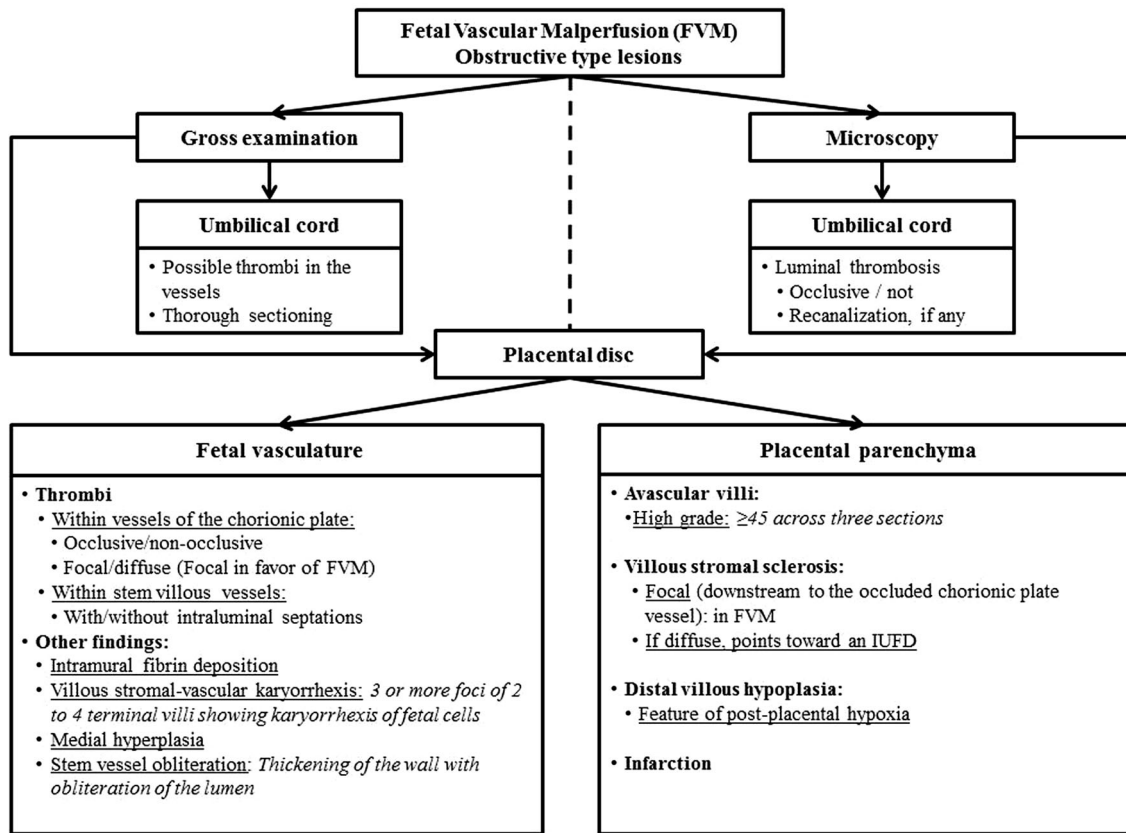 Fetal Vascular Malperfusion (FVM)
Obstructive type lesions
Gross examination
Microscopy
Umbilical cord
• Possible thrombi in the
vessels
• Thorough sectioning
Umbilical cord
• Luminal thrombosis
• Occlusive / not
• Recanalization, if any
Placental disc
Fetal vasculature
• Thrombi
• Within vessels of the chorionic plate:
• Occlusive/non-occlusive
• Focal/diffuse (Focal in favor of FVM)
• Within stem villous vessels:
• With/without intraluminal septations
• Other findings:
• Intramural fibrin deposition
• Villous stromal-vascular karyorrhexis: 3 or more foci of 2
to 4 terminal villi showing karyorrhexis of fetal cells
• Medial hyperplasia
• Stem vessel obliteration: Thickening of the wall with
obliteration of the lumen
Placental parenchyma
• Avascular villi:
•High grade: ≥45 across three sections
• Villous stromal sclerosis:
• Focal (downstream to the occluded chorionic plate
vessel): in FVM
• If diffuse, points toward an IUFD
• Distal villous hypoplasia:
• Feature of post-placental hypoxia
• Infarction